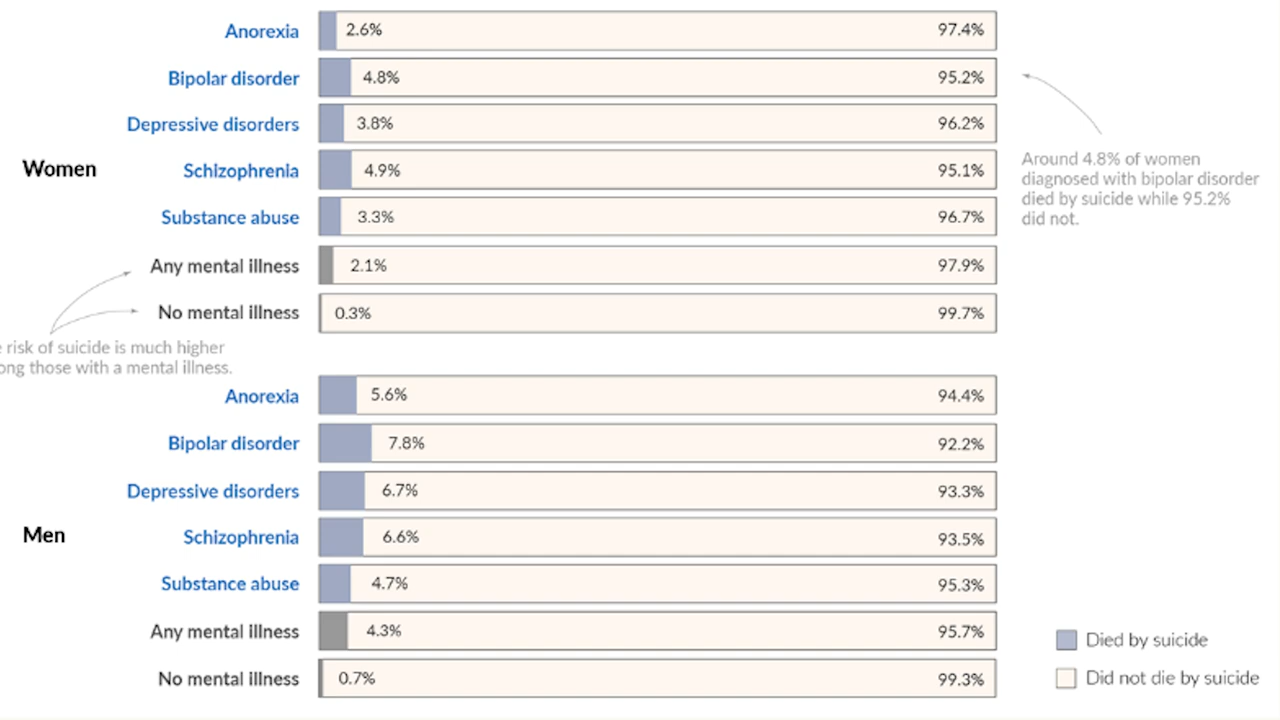 Anorexia 2.6% 97.4%
Bipolar disorder 4.8% 95.2%
Depressive disorders 3.8% 96.2%
Women
Schizophrenia 4.9% 95.1%
Substance abuse 3.3% 96.7%
Any mental illness 2.1% 97.9%
No mental illness 0.3% 99.7%
Around 4.8% of women
diagnosed with bipolar disorder
died by suicide while 95.2%
did not.
risk of suicide is much higher
those with a mental illness.
Anorexia 5.6% 94.4%
Bipolar disorder 7.8% 92.2%
Depressive disorders 6.7% 93.3%
Men
Schizophrenia 6.6% 93.5%
Substance abuse 4.7% 95.3%
Any mental illness 4.3% 95.7%
No mental illness 0.7% 99.3%
Died by suicide
Did not die by suicide